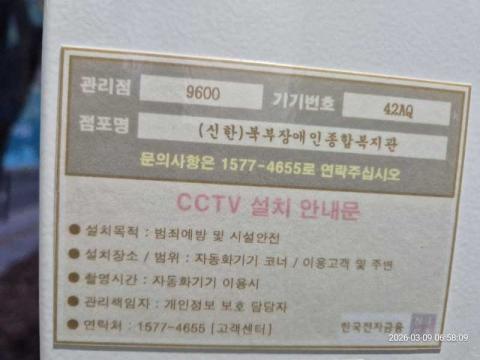 관리점 9600 기기번호 42AQ
점포명 (신한)북부장애인종합복지관
문의사항은 1577-4655로 연락주십시오
CCTV 설치 안내문
● 설치목적 : 범죄예방 및 시설안전
● 설치장소 / 범위 : 자동화기기 코너 / 이용고객 및 주변
● 촬영시간 : 자동화기기 이용시
● 관리책임자 : 개인정보 보호 담당자
● 연락처 : 1577-4655 (고객센터)
한국전자금융
2026-03-09 06:58:09